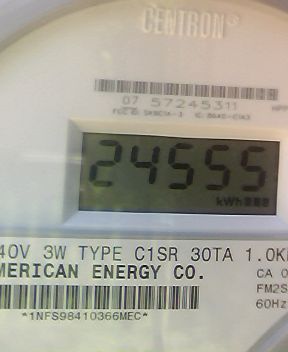 CENTRON®
07 57245311
24555
kWh
40V 3W TYPE C1SR 30TA 1.0K
MERICAN ENERGY CO.
CA 0
FM2S
60Hz
*1NFS98410366MEC*